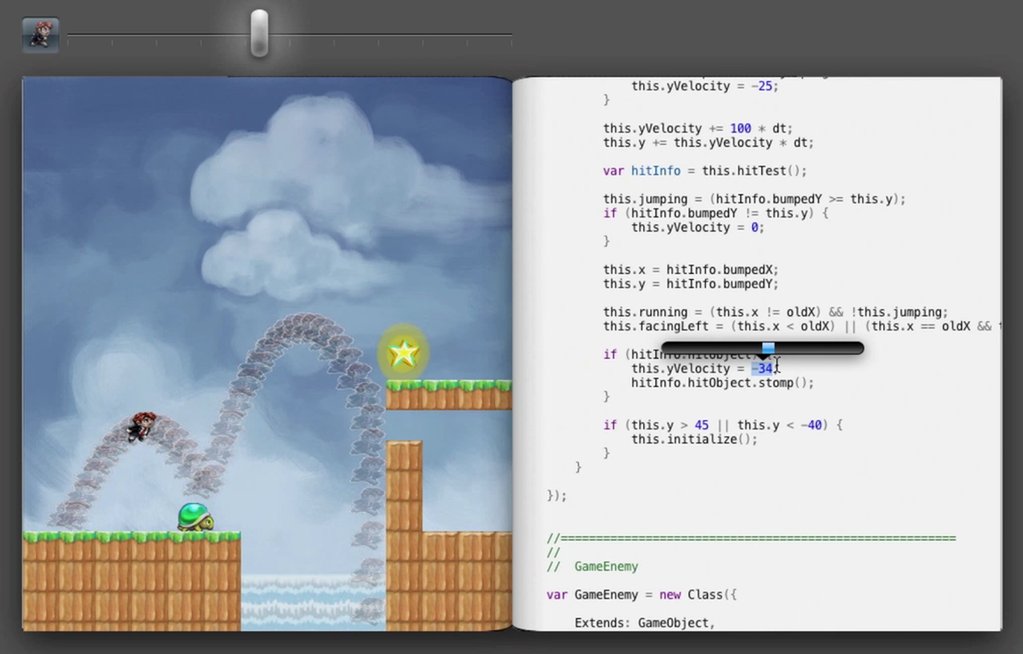 this.yVelocity = -25;
}
this.yVelocity += 100 * dt;
this.y += this.yVelocity * dt;
var hitInfo = this.hitTest();
this.jumping = (hitInfo.bumpedY >= this.y);
if (hitInfo.bumpedY != this.y) {
this.yVelocity = 0;
}
this.x = hitInfo.bumpedX;
this.y = hitInfo.bumpedY;
this.running = (this.x != oldX) && !this.jumping;
this.facingLeft = (this.x < oldX) || (this.x == oldX &&
if (hitInfo.hitObject
this.yVelocity = -34;
hitInfo.hitObject.stomp();
}
if (this.y > 45 || this.y < -40) {
this.initialize();
}
}
});
//========================================================
//
// GameEnemy
var GameEnemy = new Class({
Extends: GameObject,